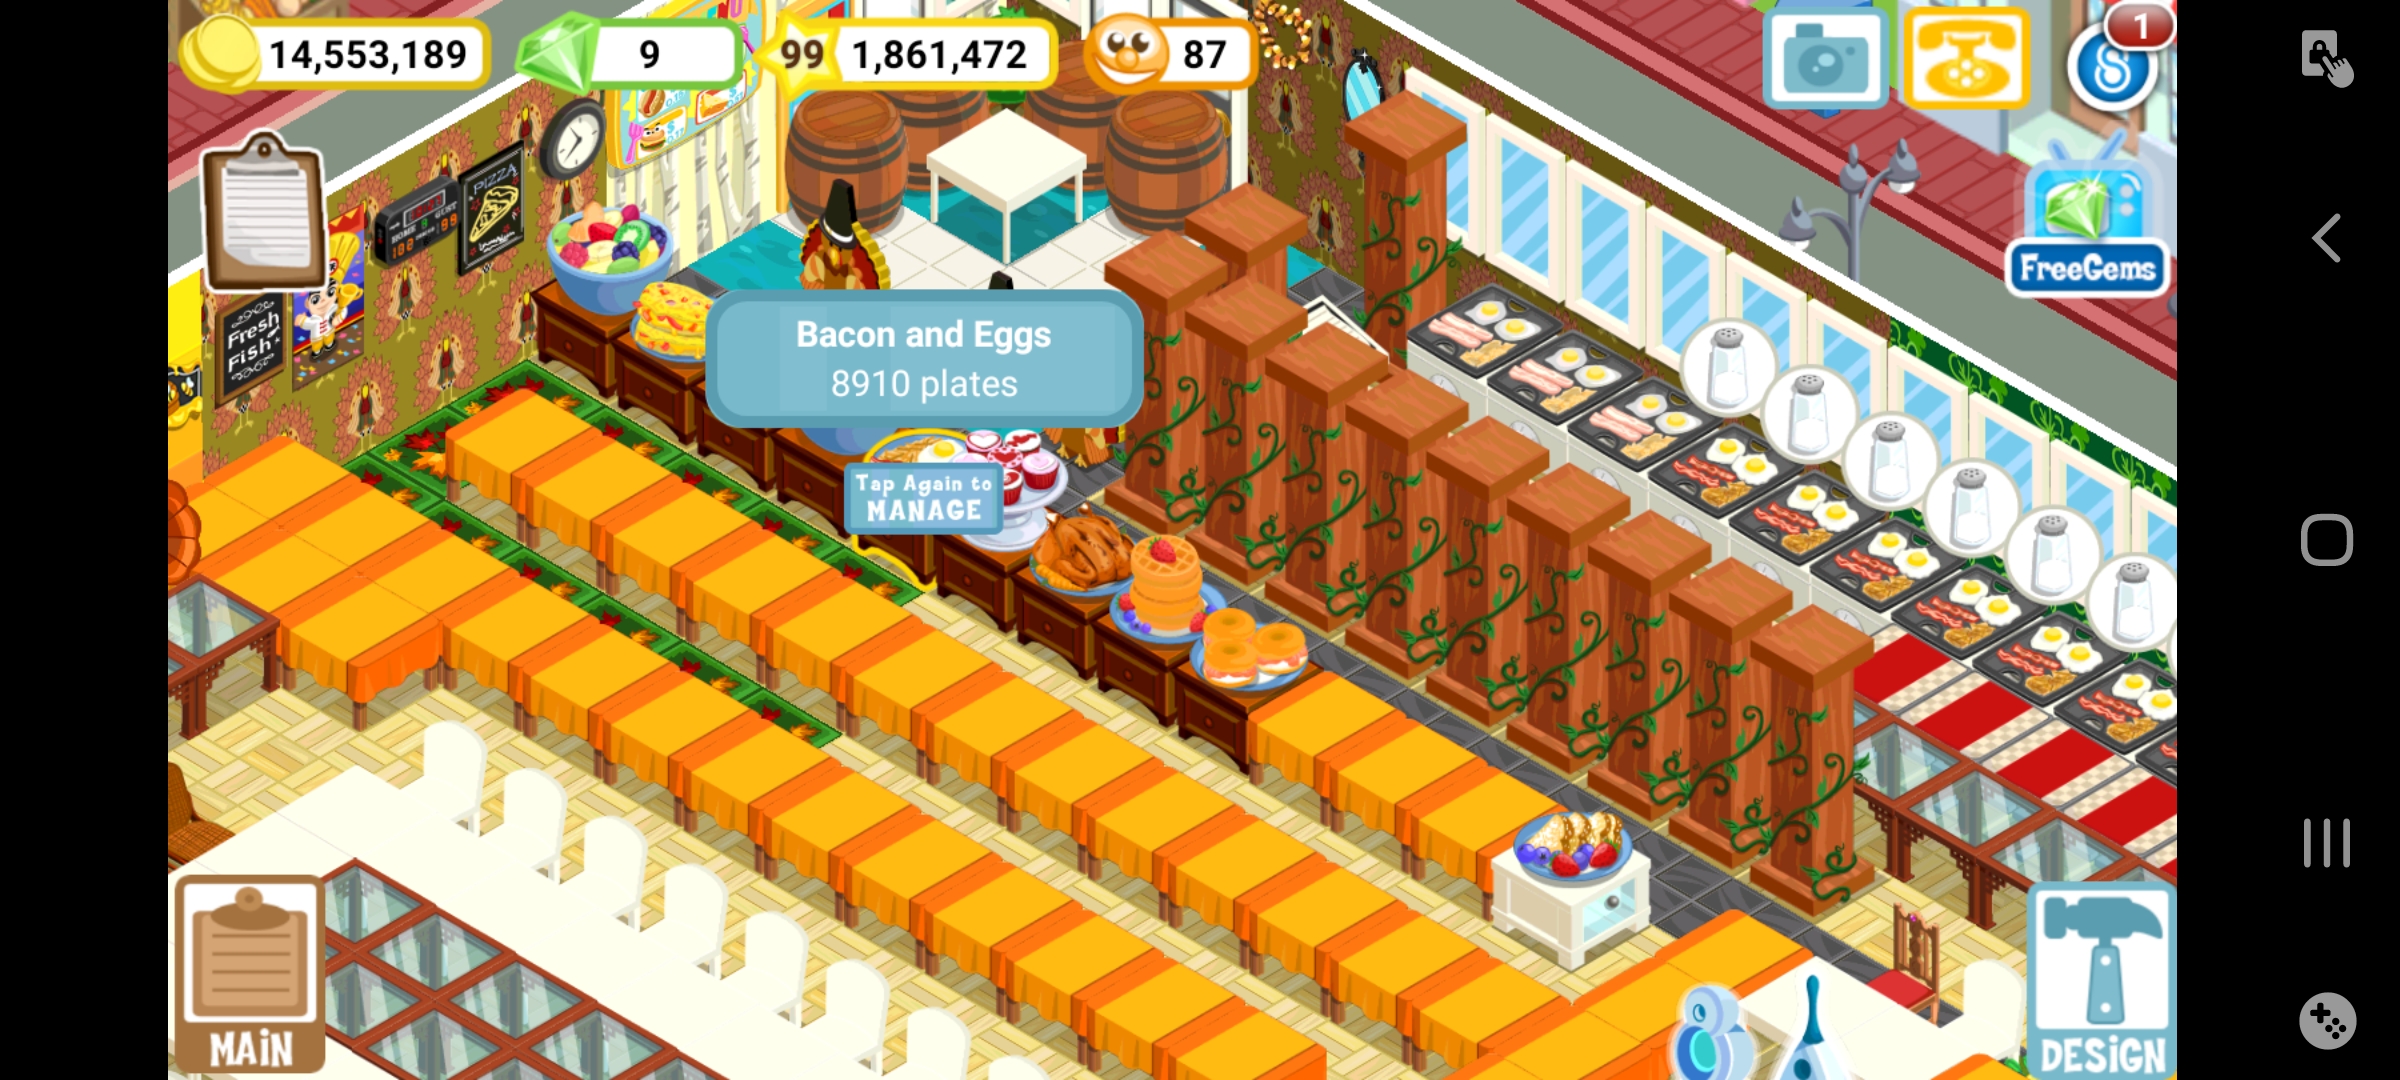 14,553,189
9
99 1,861,472
87
1
PIZZA
HOME GUEST
Fresh
Fish
FreeGems
Bacon and Eggs
8910 plates
Tap Again to
MANAGE
MAIN
DESIGN